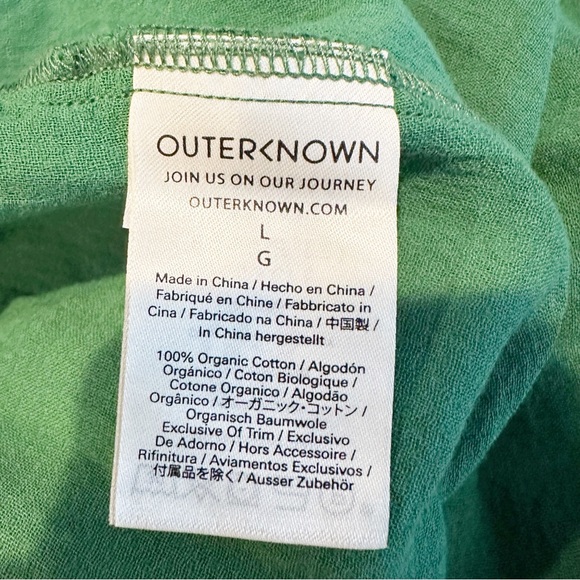 OUTERKNOWN
JOIN US ON OUR JOURNEY
OUTERKNOWN.COM
L
G
Made in China / Hecho en China /
Fabriqué en Chine / Fabbricato in
Cina / Fabricado na China / 中国製 /
In China hergestellt
100% Organic Cotton / Algodón
Orgánico / Coton Biologique /
Cotone Organico / Algodão
Orgânico / オーガニック・コットン /
Organisch Baumwole
Exclusive Of Trim / Exclusivo
De Adorno / Hors Accessoire /
Rifinitura / Aviamentos Exclusivos /
付属品を除く / Ausser Zubehör